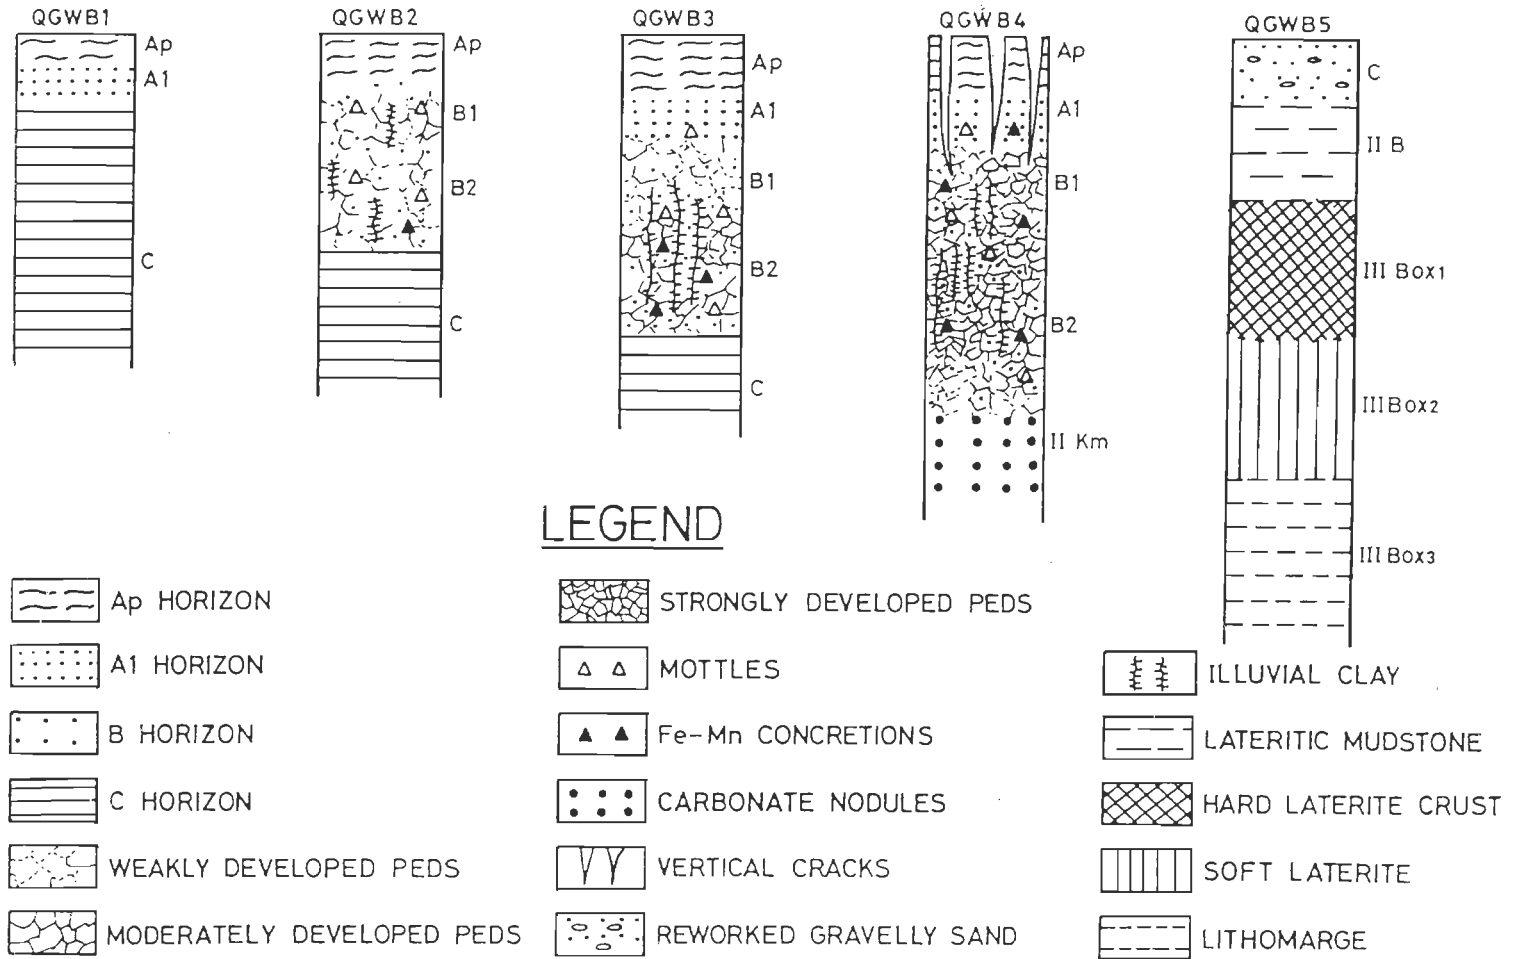 QGWB1
Ap
A1
C
QGWB2
Ap
B1
B2
C
QGWB3
Ap
A1
B1
B2
C
QGWB4
Ap
A1
B1
B2
II Km
QGWB5
C
II B
III Box1
III Box2
III Box3
LEGEND
Ap HORIZON
A1 HORIZON
B HORIZON
C HORIZON
WEAKLY DEVELOPED PEDS
MODERATELY DEVELOPED PEDS
STRONGLY DEVELOPED PEDS
MOTTLES
Fe-Mn CONCRETIONS
CARBONATE NODULES
VERTICAL CRACKS
REWORKED GRAVELLY SAND
ILLUVIAL CLAY
LATERITIC MUDSTONE
HARD LATERITE CRUST
SOFT LATERITE
LITHOMARGE